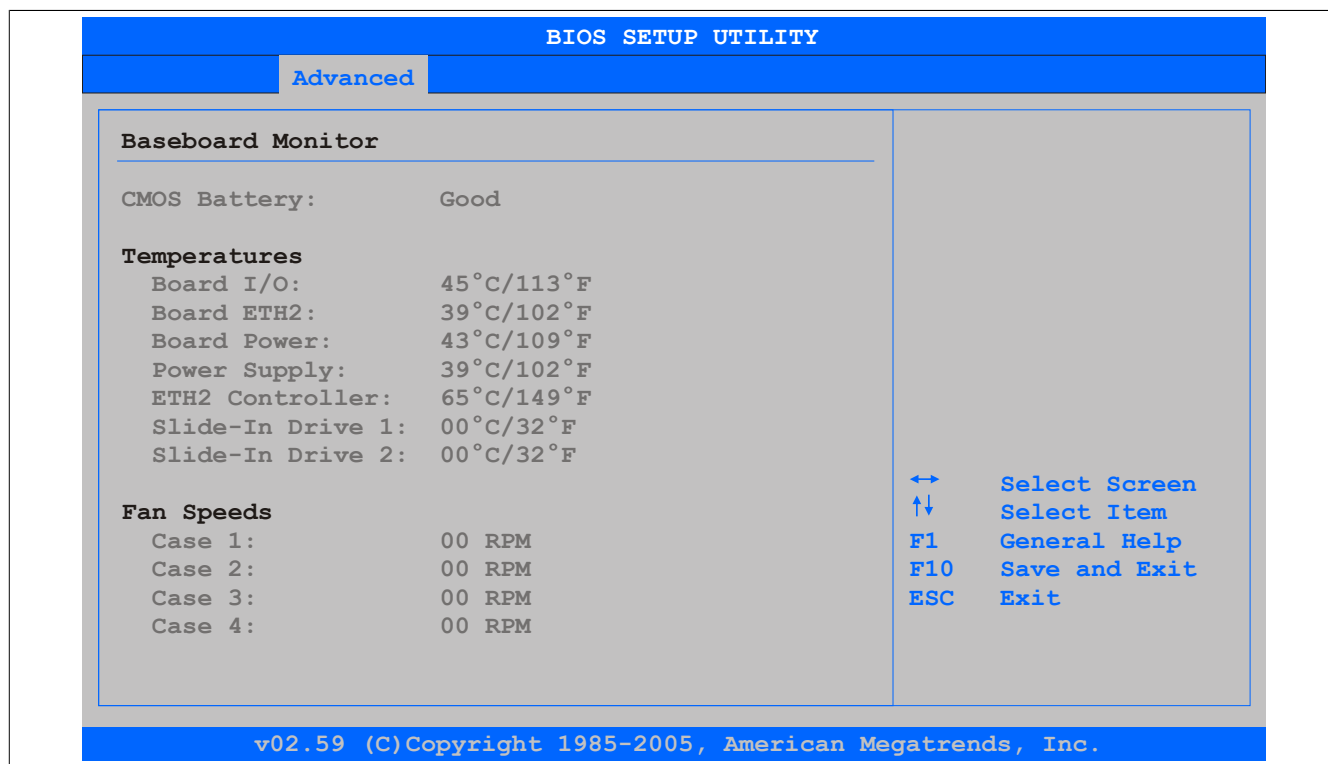 BIOS SETUP UTILITY
Advanced
Baseboard Monitor
CMOS Battery: Good
Temperatures
Board I/O: 45°C/113°F
Board ETH2: 39°C/102°F
Board Power: 43°C/109°F
Power Supply: 39°C/102°F
ETH2 Controller: 65°C/149°F
Slide-In Drive 1: 00°C/32°F
Slide-In Drive 2: 00°C/32°F
Fan Speeds
Case 1: 00 RPM
Case 2: 00 RPM
Case 3: 00 RPM
Case 4: 00 RPM
↔ Select Screen
↑↓ Select Item
F1 General Help
F10 Save and Exit
ESC Exit
v02.59 (C)Copyright 1985-2005, American Megatrends, Inc.